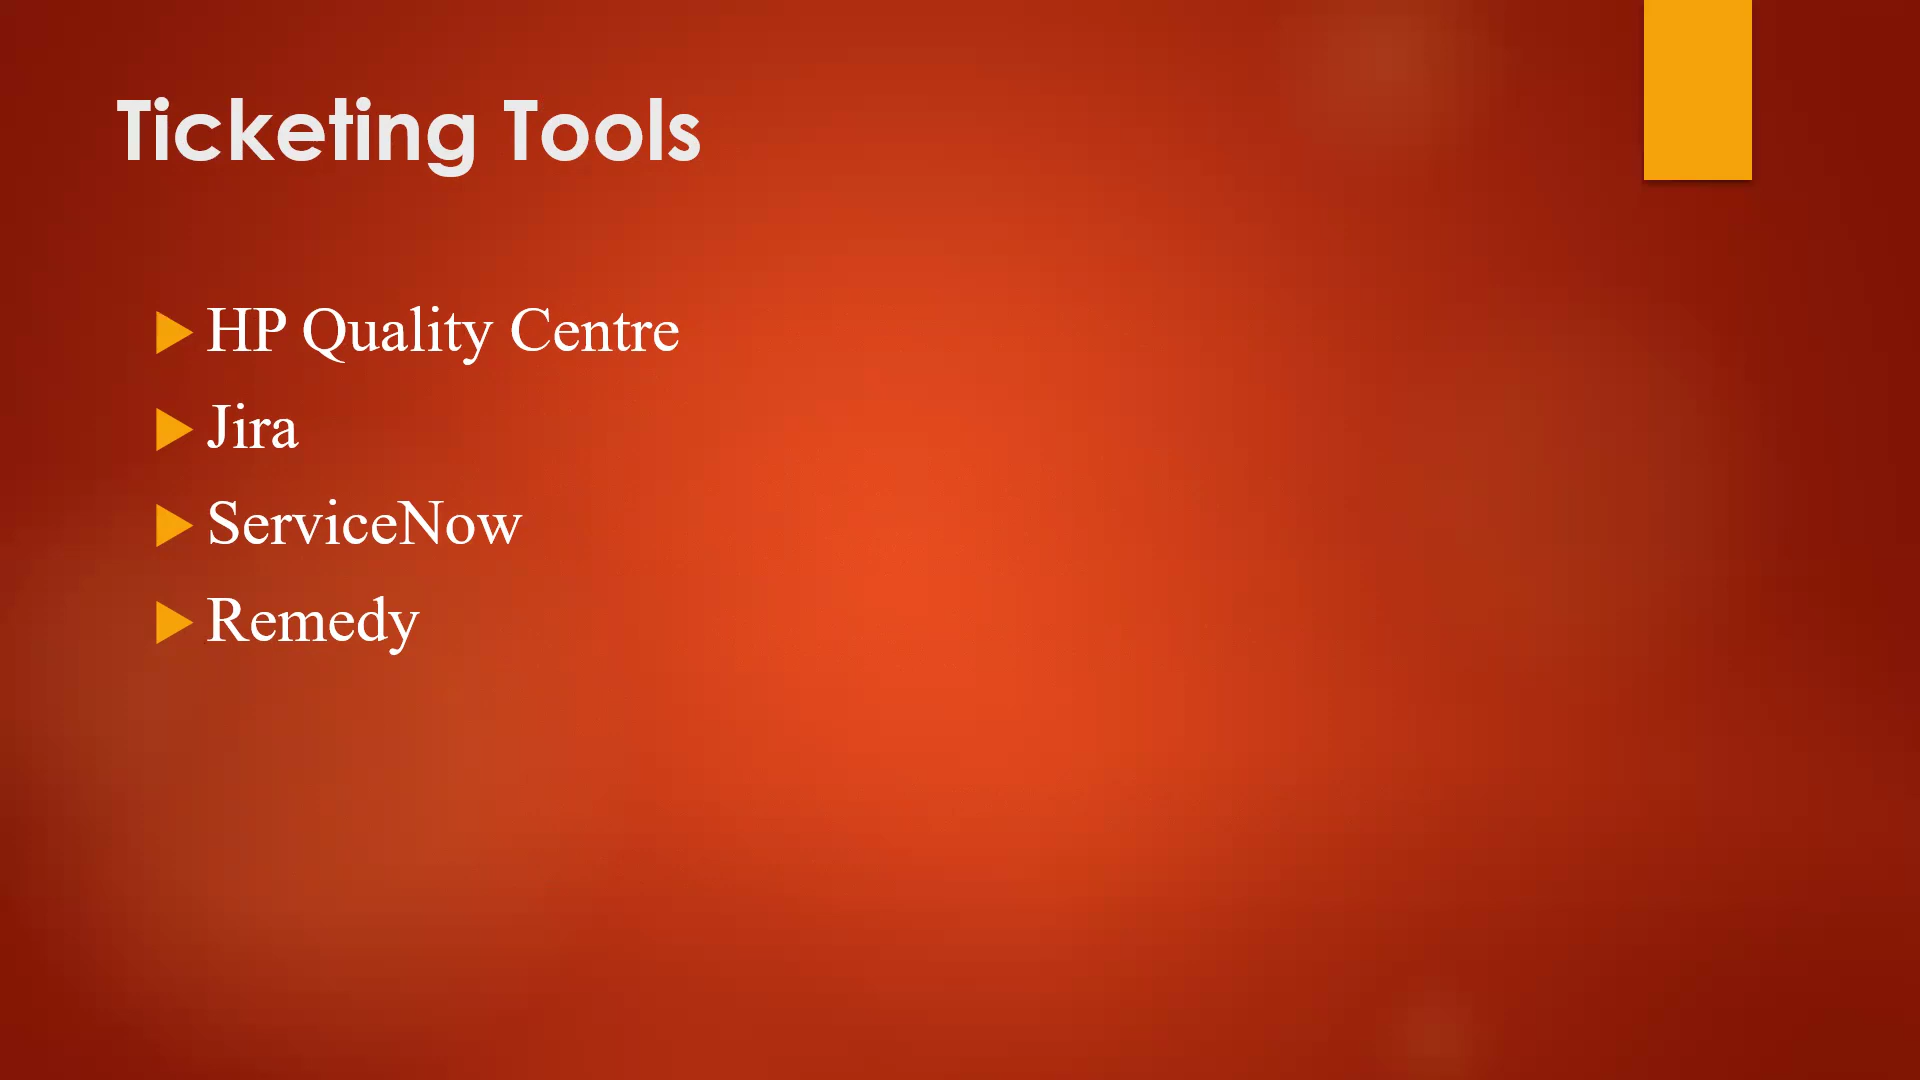 Ticketing Tools
HP Quality Centre
Jira
ServiceNow
Remedy